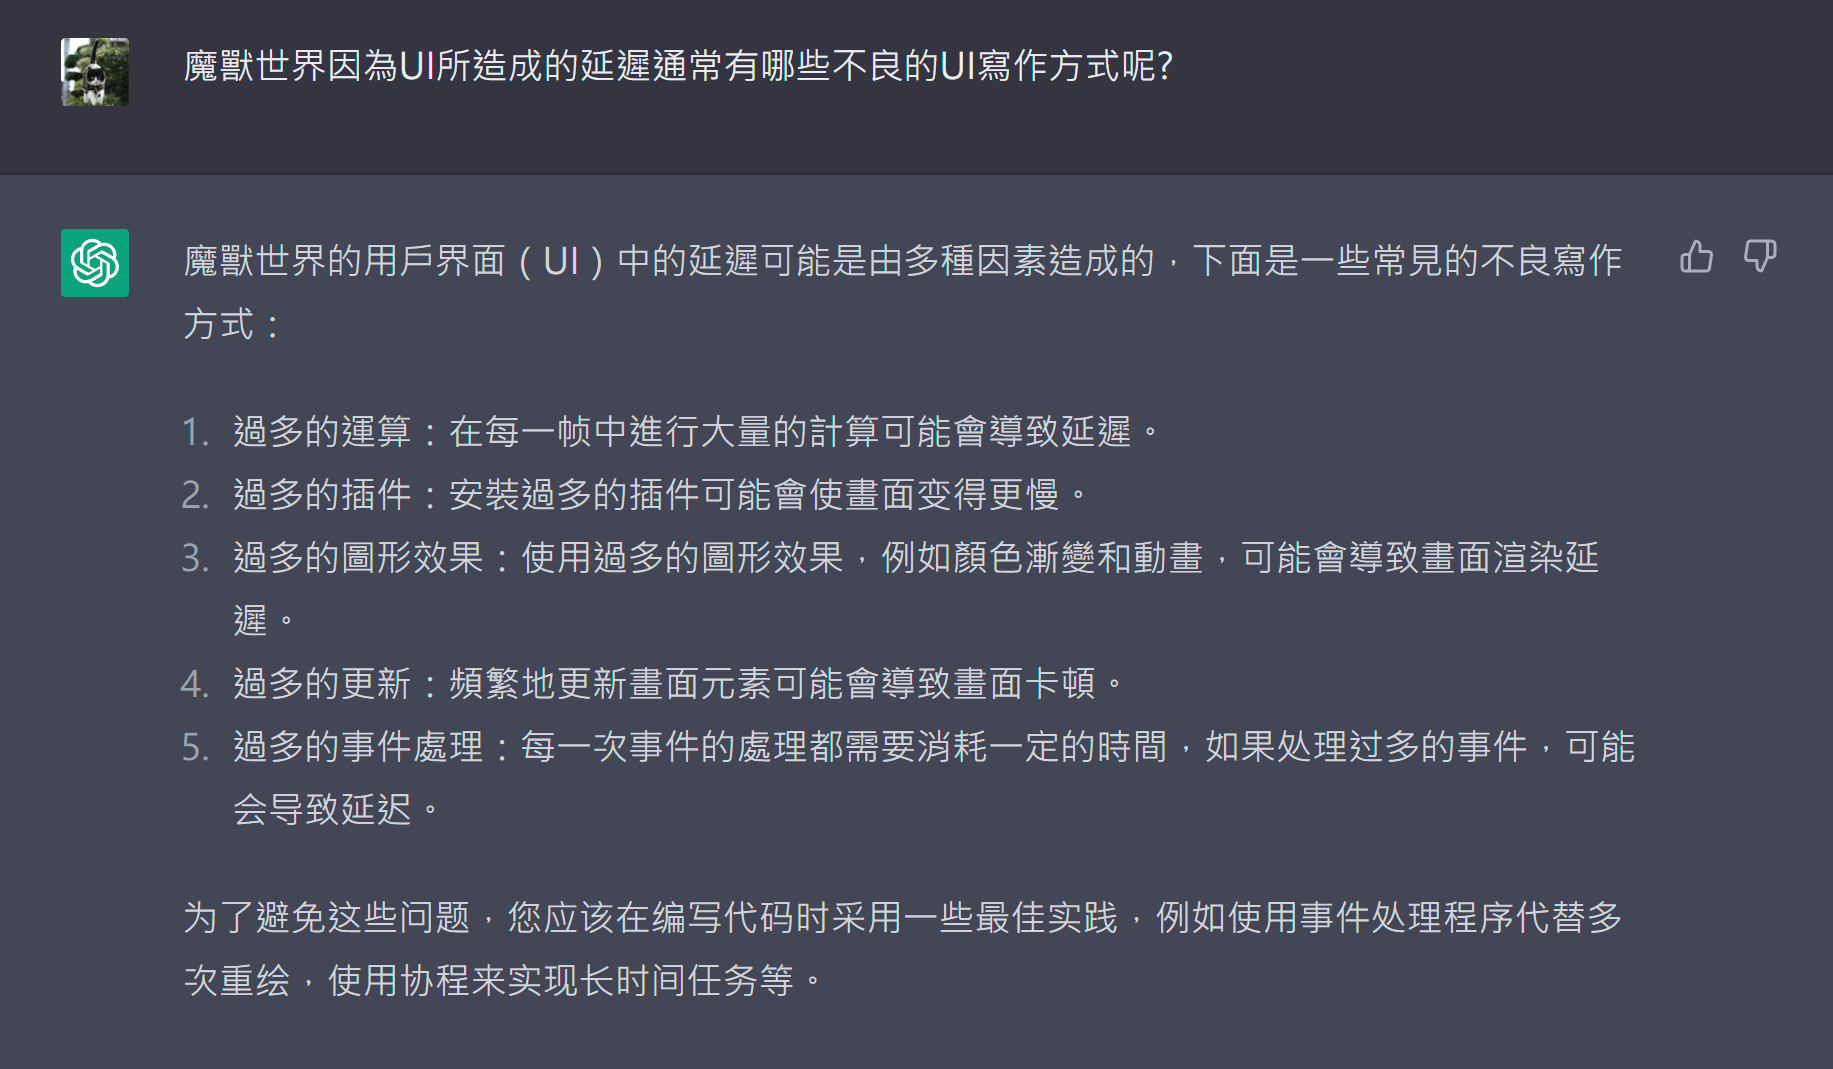 魔獸世界因為UI所造成的延遲通常有哪些不良的UI寫作方式呢?
魔獸世界的用戶界面（UI）中的延遲可能是由多種因素造成的，下面是一些常見的不良寫作
方式：
1. 過多的運算：在每一帧中進行大量的計算可能會導致延遲。
2. 過多的插件：安裝過多的插件可能會使畫面变得更慢。
3. 過多的圖形效果：使用過多的圖形效果，例如顏色漸變和動畫，可能會導致畫面渲染延
遲。
4. 過多的更新：頻繁地更新畫面元素可能會導致畫面卡頓。
5. 過多的事件處理：每一次事件的處理都需要消耗一定的時間，如果处理过多的事件，可能
会导致延迟。
为了避免这些问题，您应该在编写代码时采用一些最佳实践，例如使用事件处理程序代替多
次重绘，使用协程来实现长时间任务等。